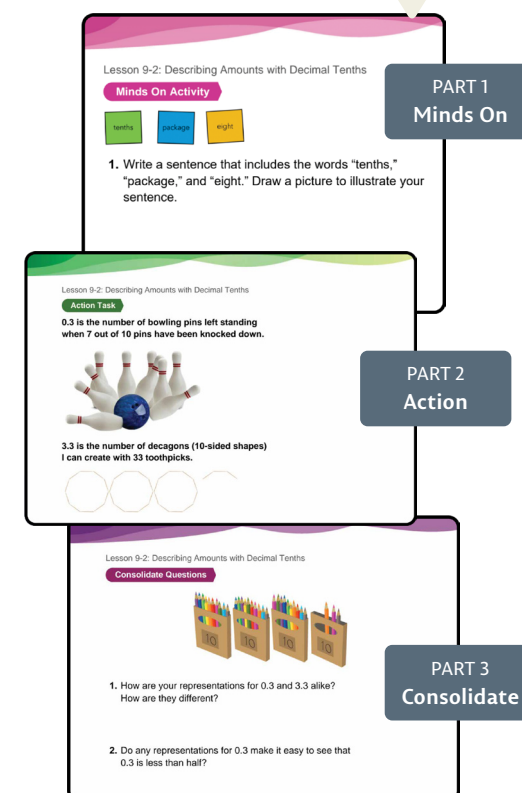 Lesson 9-2: Describing Amounts with Decimal Tenths
Minds On Activity
tenths
package
eight
1. Write a sentence that includes the words “tenths,”
“package,” and “eight.” Draw a picture to illustrate your
sentence.
PART 1
Minds On
Lesson 9-2: Describing Amounts with Decimal Tenths
Action Task
0.3 is the number of bowling pins left standing
when 7 out of 10 pins have been knocked down.
3.3 is the number of decagons (10-sided shapes)
I can create with 33 toothpicks.
PART 2
Action
Lesson 9-2: Describing Amounts with Decimal Tenths
Consolidate Questions
10
10
10
10
1. How are your representations for 0.3 and 3.3 alike?
How are they different?
2. Do any representations for 0.3 make it easy to see that
0.3 is less than half?
PART 3
Consolidate